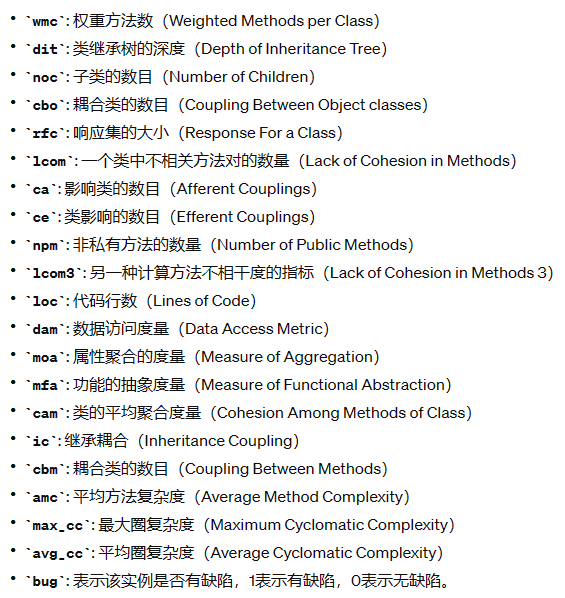 • `wmc`: 权重方法数（Weighted Methods per Class）
• `dit`: 类继承树的深度（Depth of Inheritance Tree）
• `noc`: 子类的数目（Number of Children）
• `cbo`: 耦合类的数目（Coupling Between Object classes）
• `rfc`: 响应集的大小（Response For a Class）
• `lcom`: 一个类中不相关方法对的数量（Lack of Cohesion in Methods）
• `ca`: 影响类的数目（Afferent Couplings）
• `ce`: 类影响的数目（Efferent Couplings）
• `npm`: 非私有方法的数量（Number of Public Methods）
• `lcom3`: 另一种计算方法不相干度的指标（Lack of Cohesion in Methods 3）
• `loc`: 代码行数（Lines of Code）
• `dam`: 数据访问度量（Data Access Metric）
• `moa`: 属性聚合的度量（Measure of Aggregation）
• `mfa`: 功能的抽象度量（Measure of Functional Abstraction）
• `cam`: 类的平均聚合度量（Cohesion Among Methods of Class）
• `ic`: 继承耦合（Inheritance Coupling）
• `cbm`: 耦合类的数目（Coupling Between Methods）
• `amc`: 平均方法复杂度（Average Method Complexity）
• `max_cc`: 最大圈复杂度（Maximum Cyclomatic Complexity）
• `avg_cc`: 平均圈复杂度（Average Cyclomatic Complexity）
• `bug`: 表示该实例是否有缺陷，1表示有缺陷，0表示无缺陷。